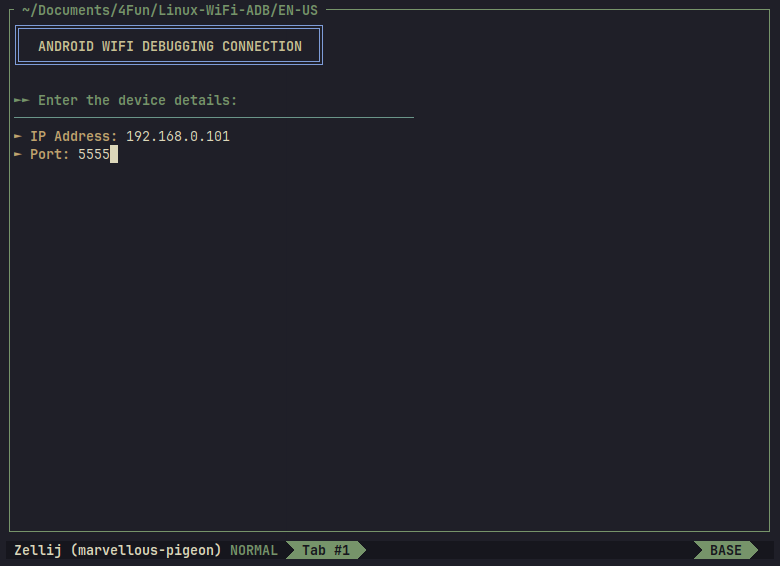 ~/Documents/4Fun/Linux-WiFi-ADB/EN-US
ANDROID WIFI DEBUGGING CONNECTION
►► Enter the device details:
► IP Address: 192.168.0.101
► Port: 5555
Zellij (marvellous-pigeon) NORMAL Tab #1 BASE